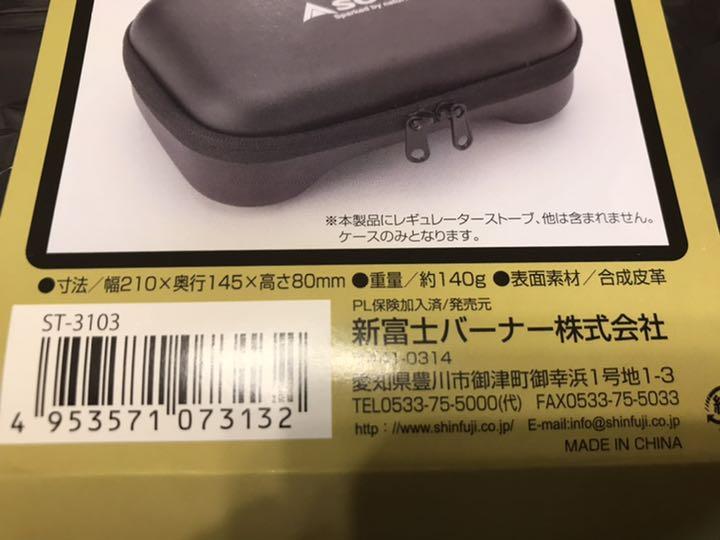 Sparked by
※本製品にレギュレーターストーブ、他は含まれません。
ケースのみとなります。
●寸法/幅210×奥行145×高さ80mm ●重量/約140g ●表面素材/合成皮革
ST-3103
4 953571 073132
PL保険加入済/発売元
新富士バーナー株式会社
-0314
愛知県豊川市御津町御幸浜1号地1-3
TEL0533-75-5000(代) FAX0533-75-5033
http://www.shinfuji.co.jp/ E-mail:info@shinfuji.co.jp
MADE IN CHINA